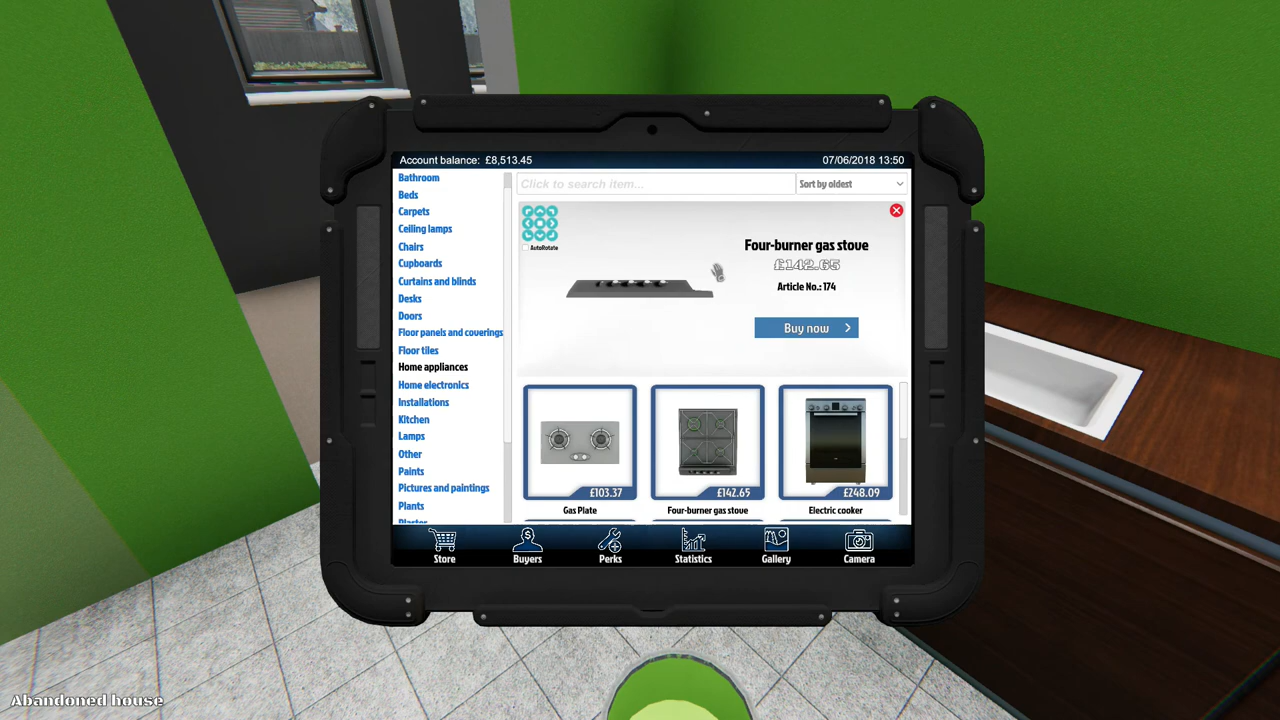 Account balance: £8,513.45
07/06/2018 13:50
Bathroom
Beds
Carpets
Ceiling lamps
Chairs
Cupboards
Curtains and blinds
Desks
Doors
Floor panels and coverings
Floor tiles
Home appliances
Home electronics
Installations
Kitchen
Lamps
Other
Paints
Pictures and paintings
Plants
Plaster
Click to search item...
Sort by oldest
AutoRotate
Four-burner gas stove
£142.65
Article No.: 174
Buy now
£103.37
£142.65
£248.09
Gas Plate
Four-burner gas stove
Electric cooker
Store
Buyers
Perks
Statistics
Gallery
Camera
Abandoned house